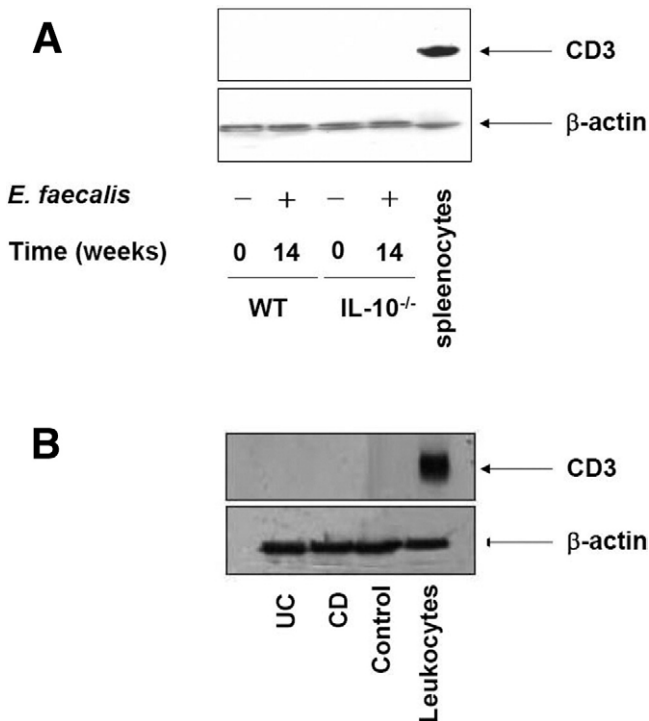 A
CD3
β-actin
E. faecalis − + − +
Time (weeks) 0 14 0 14
WT IL-10-/-
spleenocytes
B
CD3
β-actin
UC CD Control Leukocytes